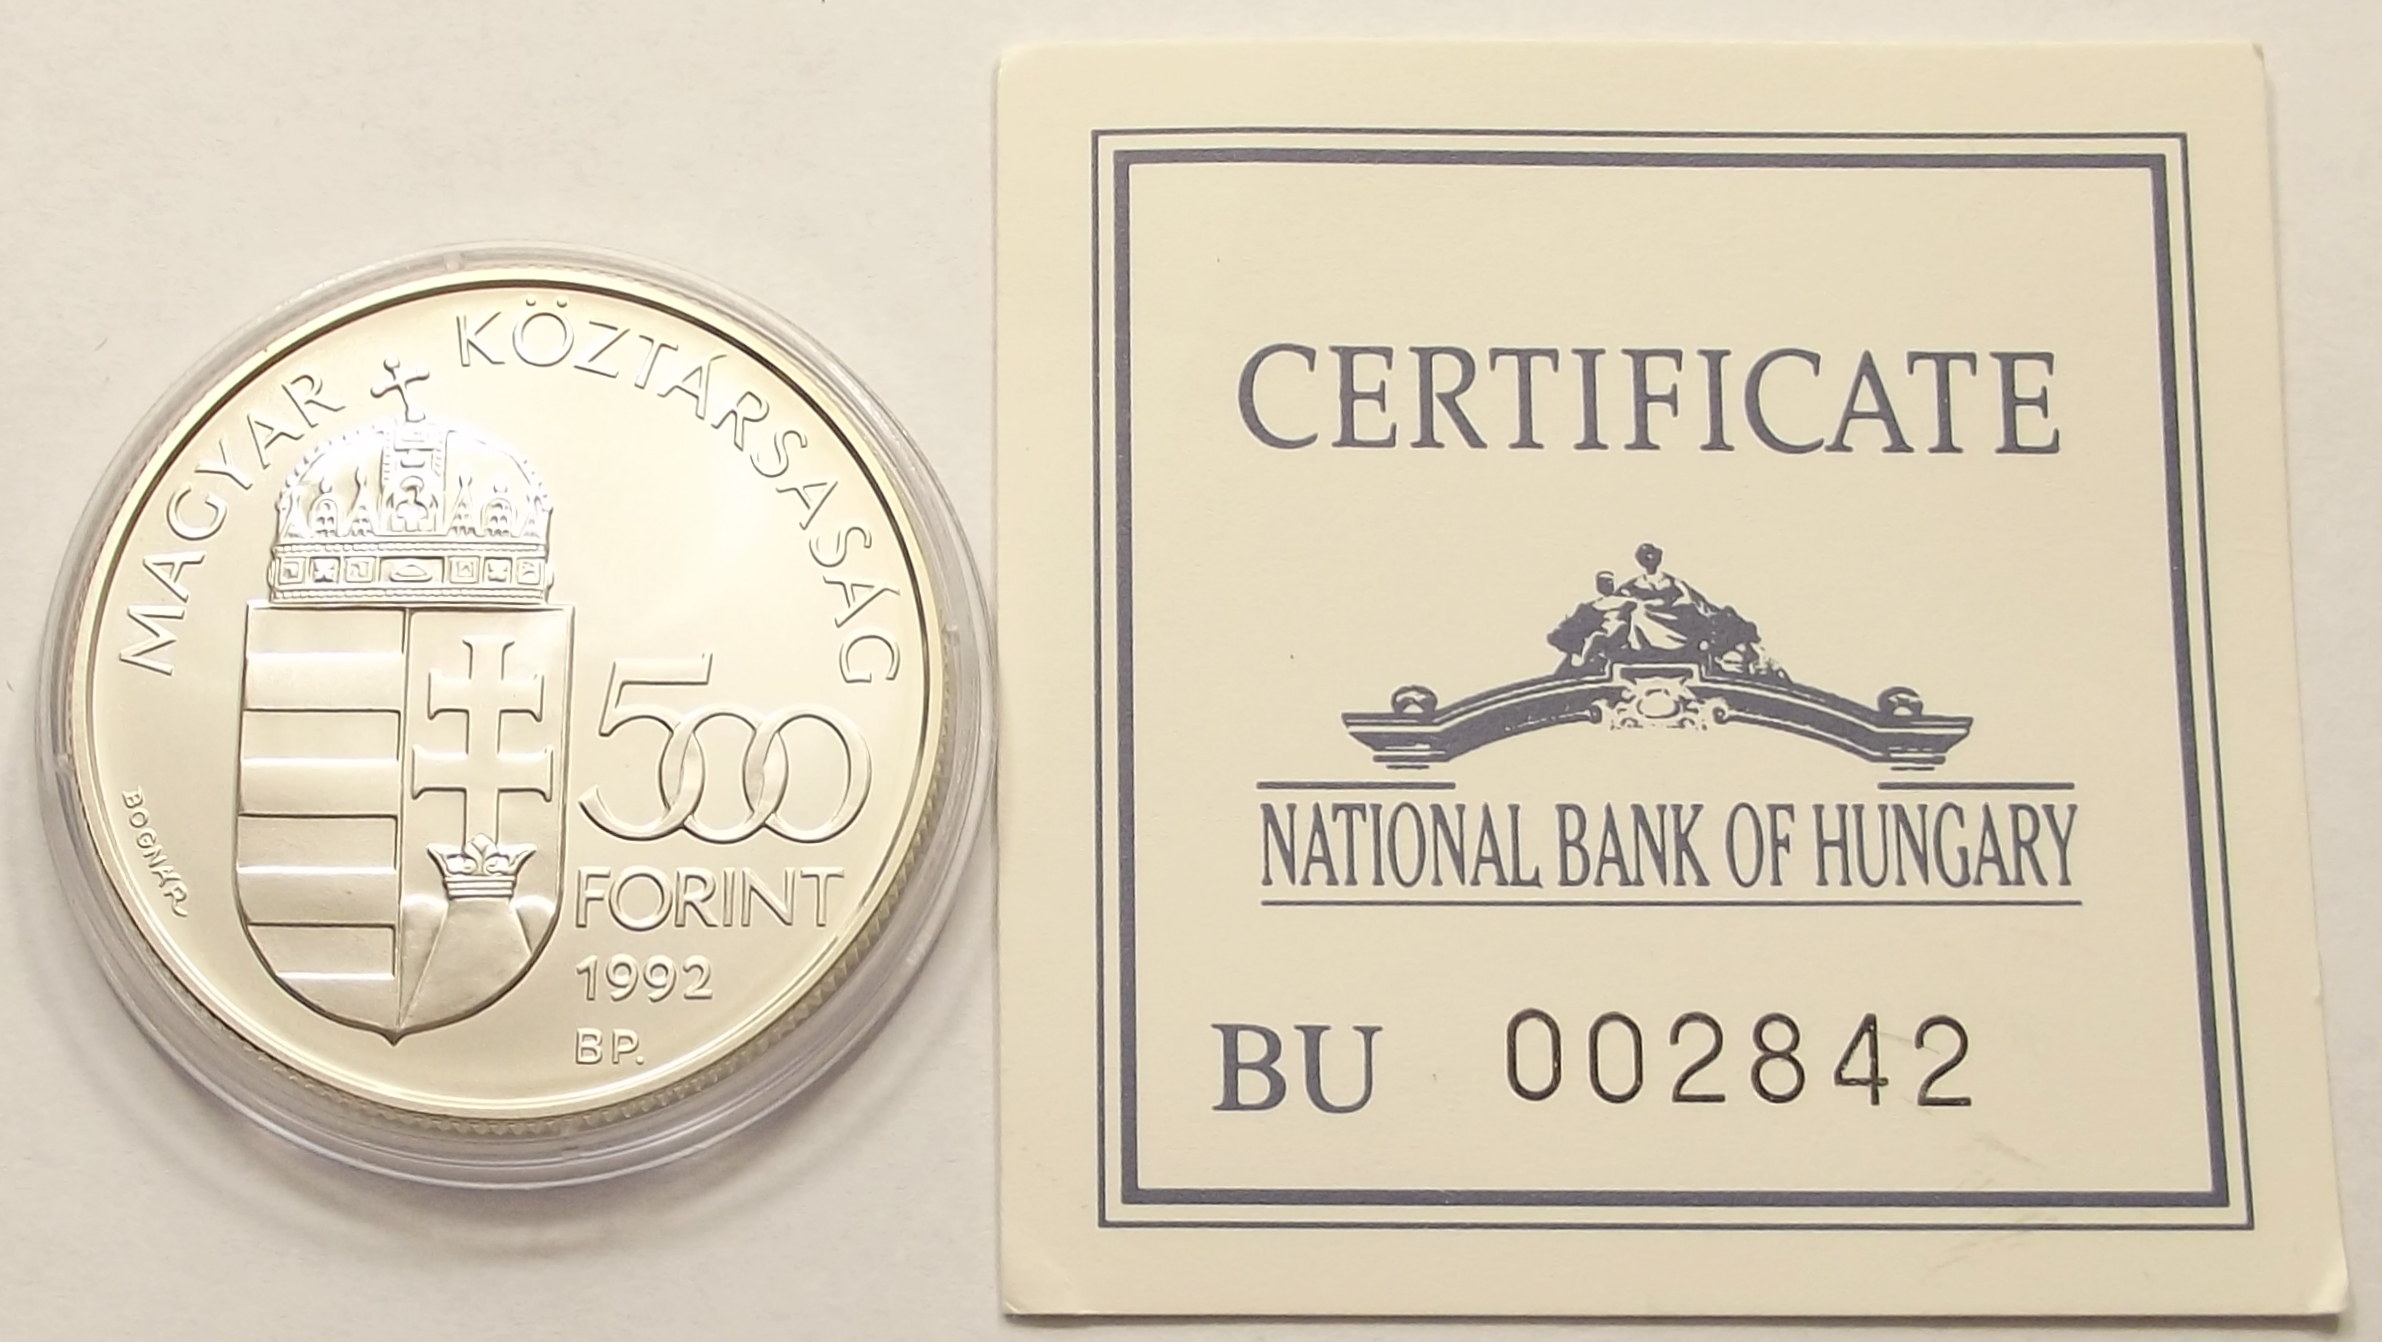 MAGYAR KÖZTÁRSASÁG
500
FORINT
1992
BP.
BOGNÁR
CERTIFICATE
NATIONAL BANK OF HUNGARY
BU 002842